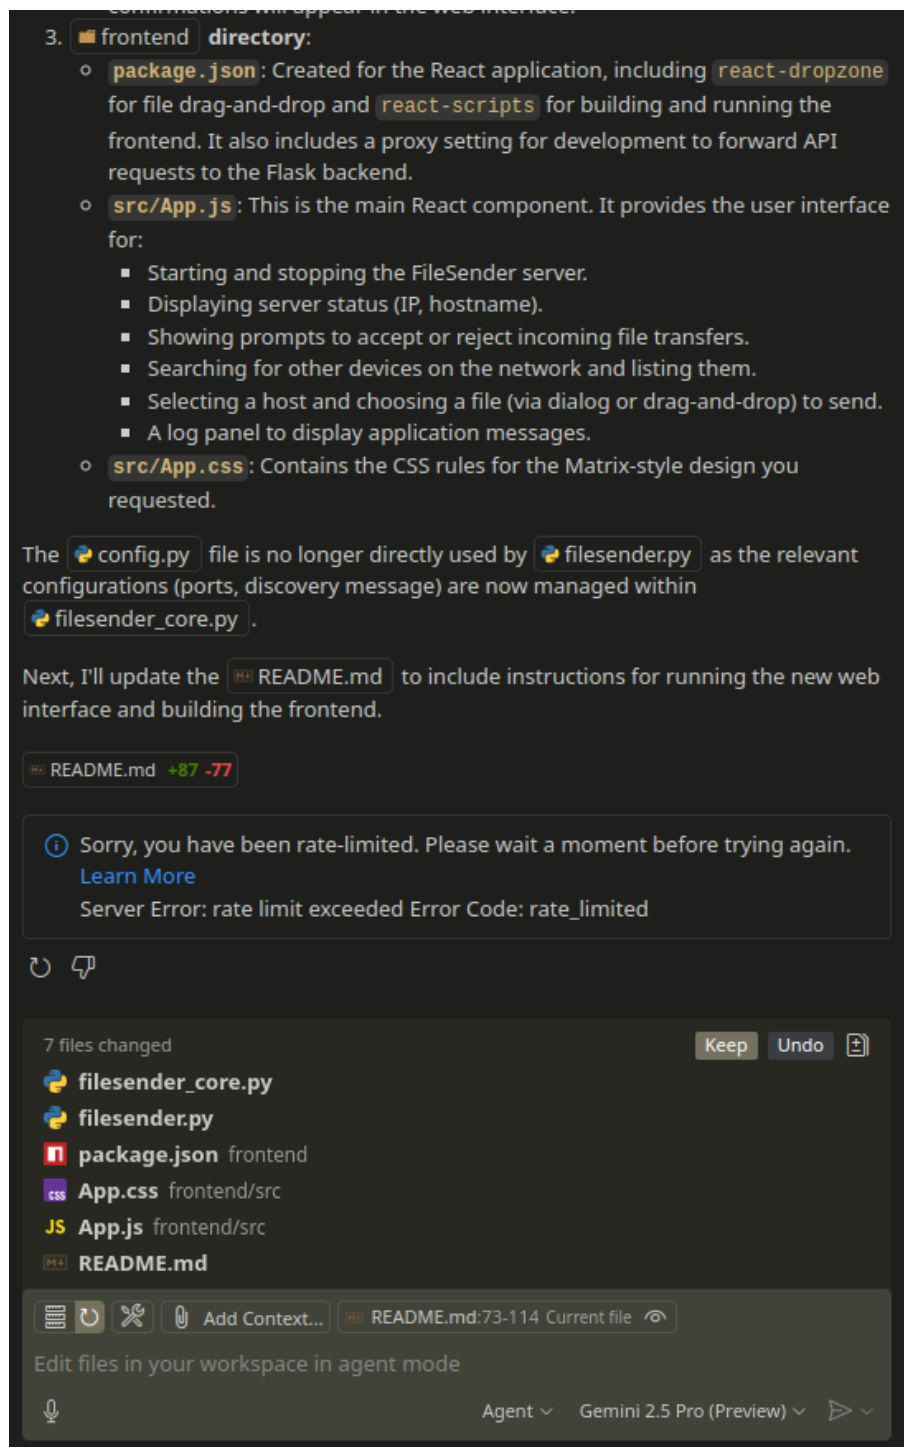 confirmations will appear in the web interface.
3. frontend directory:
package.json: Created for the React application, including react-dropzone
for file drag-and-drop and react-scripts for building and running the
frontend. It also includes a proxy setting for development to forward API
requests to the Flask backend.
src/App.js: This is the main React component. It provides the user interface
for:
Starting and stopping the FileSender server.
Displaying server status (IP, hostname).
Showing prompts to accept or reject incoming file transfers.
Searching for other devices on the network and listing them.
Selecting a host and choosing a file (via dialog or drag-and-drop) to send.
A log panel to display application messages.
src/App.css: Contains the CSS rules for the Matrix-style design you
requested.
The config.py file is no longer directly used by filesender.py as the relevant
configurations (ports, discovery message) are now managed within
filesender_core.py.
Next, I'll update the README.md to include instructions for running the new web
interface and building the frontend.
README.md +87 -77
Sorry, you have been rate-limited. Please wait a moment before trying again.
Learn More
Server Error: rate limit exceeded Error Code: rate_limited
7 files changed Keep Undo
filesender_core.py
filesender.py
package.json frontend
css App.css frontend/src
JS App.js frontend/src
README.md
Add Context... README.md:73-114 Current file
Edit files in your workspace in agent mode
Agent Gemini 2.5 Pro (Preview)